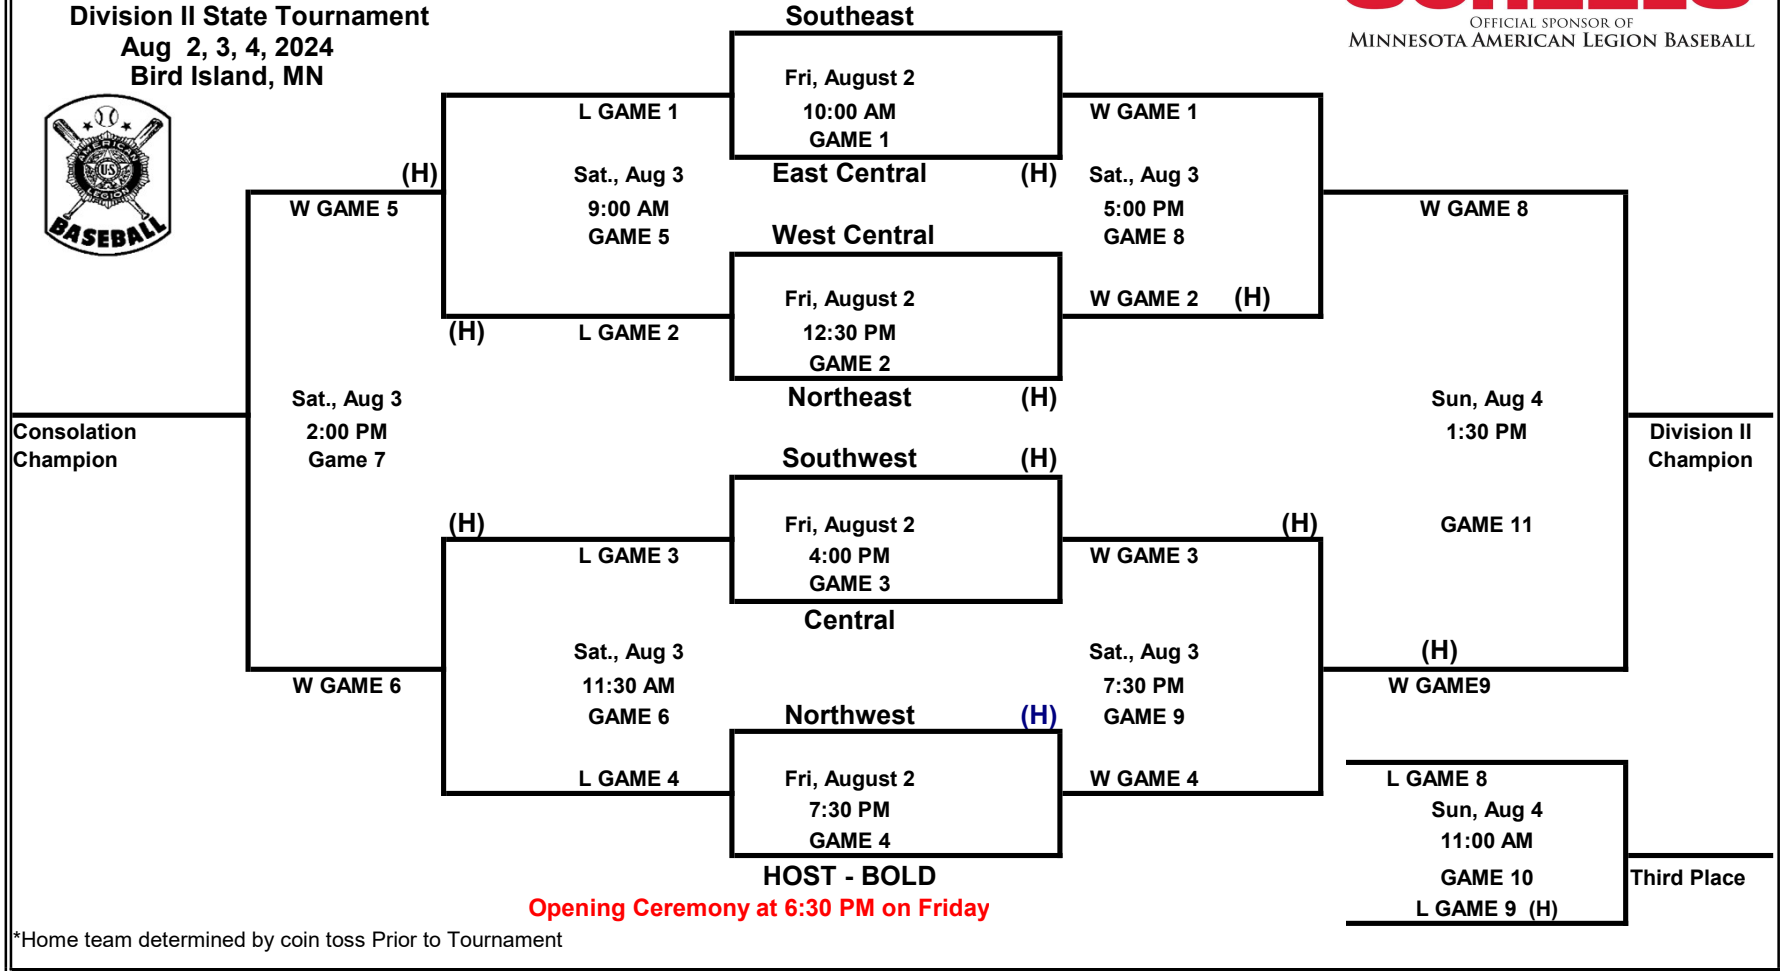 Division II State Tournament
Aug 2, 3, 4, 2024
Bird Island, MN
OFFICIAL SPONSOR OF
MINNESOTA AMERICAN LEGION BASEBALL
AMERICAN
U·S
LEGION
BASEBALL
Southeast
Fri, August 2
10:00 AM
GAME 1
East Central (H)
L GAME 1
W GAME 1
(H)
Sat., Aug 3
9:00 AM
GAME 5
Sat., Aug 3
5:00 PM
GAME 8
W GAME 5
W GAME 8
West Central
Fri, August 2
12:30 PM
GAME 2
Northeast (H)
(H) L GAME 2
W GAME 2 (H)
Sat., Aug 3
2:00 PM
Game 7
Consolation
Champion
Sun, Aug 4
1:30 PM
GAME 11
Division II
Champion
Southwest (H)
Fri, August 2
4:00 PM
GAME 3
Central
(H)
L GAME 3
(H)
W GAME 3
Sat., Aug 3
11:30 AM
GAME 6
Sat., Aug 3
7:30 PM
GAME 9
W GAME 6
(H)
W GAME9
Northwest (H)
Fri, August 2
7:30 PM
GAME 4
HOST - BOLD
L GAME 4
W GAME 4
L GAME 8
Sun, Aug 4
11:00 AM
GAME 10
L GAME 9 (H)
Third Place
Opening Ceremony at 6:30 PM on Friday
*Home team determined by coin toss Prior to Tournament